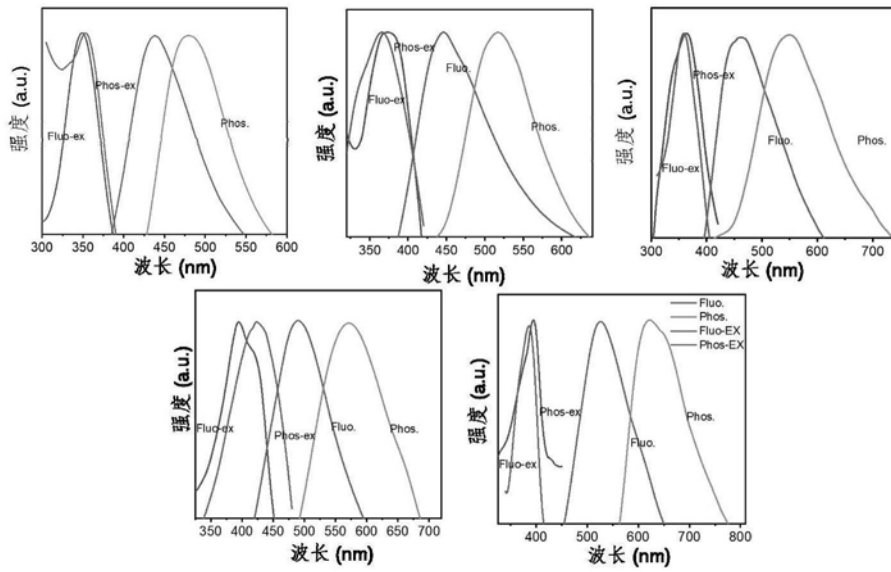 强度 (a.u.)
Fluo-ex
Phos-ex
Phos.
300 350 400 450 500 550 600
波长 (nm)
强度 (a.u.)
Phos-ex
Fluo.
Fluo-ex
Phos.
350 400 450 500 550 600
波长 (nm)
强度 (a.u.)
Phos-ex
Fluo-ex
Fluo.
Phos.
300 400 500 600 700
波长 (nm)
强度 (a.u.)
Fluo-ex
Phos-ex
Fluo.
Phos.
350 400 450 500 550 600 650 700
波长 (nm)
强度 (a.u.)
Fluo.
Phos.
Fluo-EX
Phos-EX
Phos-ex
Fluo-ex
Fluo.
Phos.
400 500 600 700 800
波长 (nm)